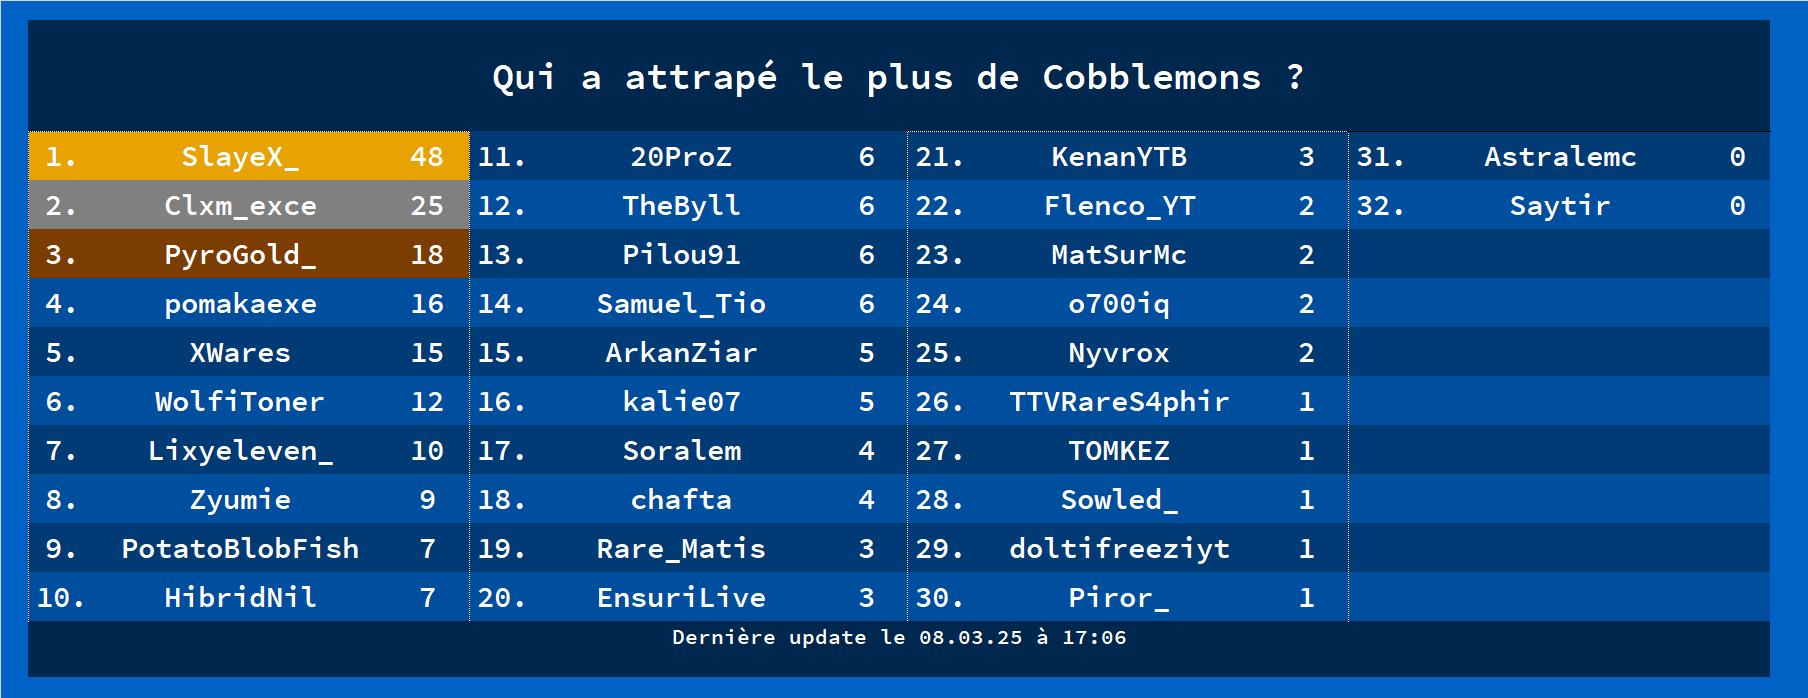 Qui a attrapé le plus de Cobblemons ?
1. SlayeX_ 48 11. 20ProZ 6 21. KenanYTB 3 31. Astralemc 0
2. Clxm_exce 25 12. TheByll 6 22. Flenco_YT 2 32. Saytir 0
3. PyroGold_ 18 13. Pilou91 6 23. MatSurMc 2
4. pomakaexe 16 14. Samuel_Tio 6 24. o700iq 2
5. XWares 15 15. ArkanZiar 5 25. Nyvrox 2
6. WolfiToner 12 16. kalie07 5 26. TTVRareS4phir 1
7. Lixyeleven_ 10 17. Soralem 4 27. TOMKEZ 1
8. Zyumie 9 18. chafta 4 28. Sowled_ 1
9. PotatoBlobFish 7 19. Rare_Matis 3 29. doltifreeziyt 1
10. HibridNil 7 20. EnsuriLive 3 30. Piror_ 1
Dernière update le 08.03.25 à 17:06